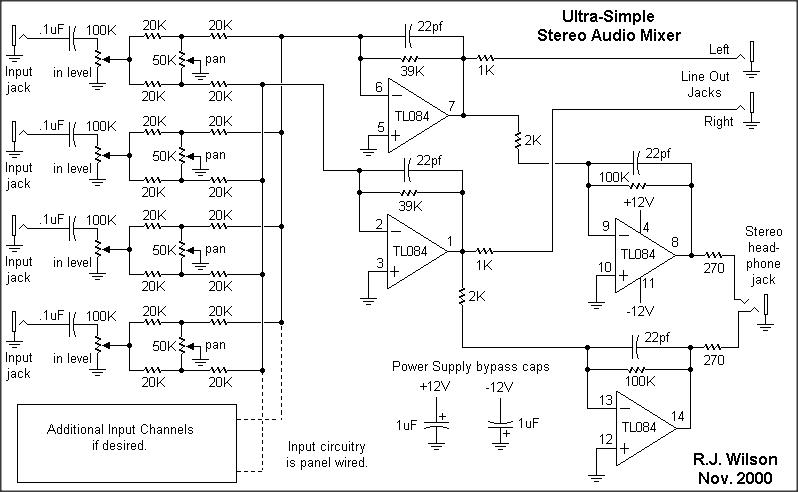 Ultra-Simple
Stereo Audio Mixer
.1uF 100K 20K 20K
Input
jack
in level
50K pan
20K 20K
22pf
39K
6
5
TL084
7
1K
Left
Line Out
Jacks
Right
.1uF 100K 20K 20K
Input
jack
in level
50K pan
20K 20K
22pf
39K
2
3
TL084
1
1K
2K
2K
22pf
100K
+12V
4
9
10
TL084
8
11
-12V
270
Stereo
head-
phone
jack
.1uF 100K 20K 20K
Input
jack
in level
50K pan
20K 20K
.1uF 100K 20K 20K
Input
jack
in level
50K pan
20K 20K
22pf
100K
13
12
TL084
14
270
Power Supply bypass caps
+12V -12V
1uF + 1uF +
Additional Input Channels
if desired.
Input circuitry
is panel wired.
R.J. Wilson
Nov. 2000